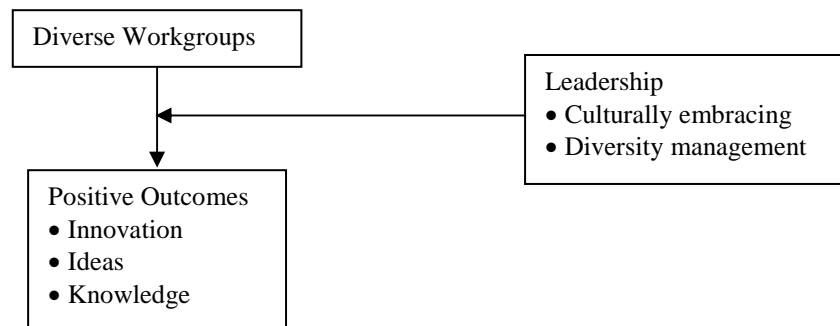 Diverse Workgroups
Leadership
• Culturally embracing
• Diversity management
Positive Outcomes
• Innovation
• Ideas
• Knowledge